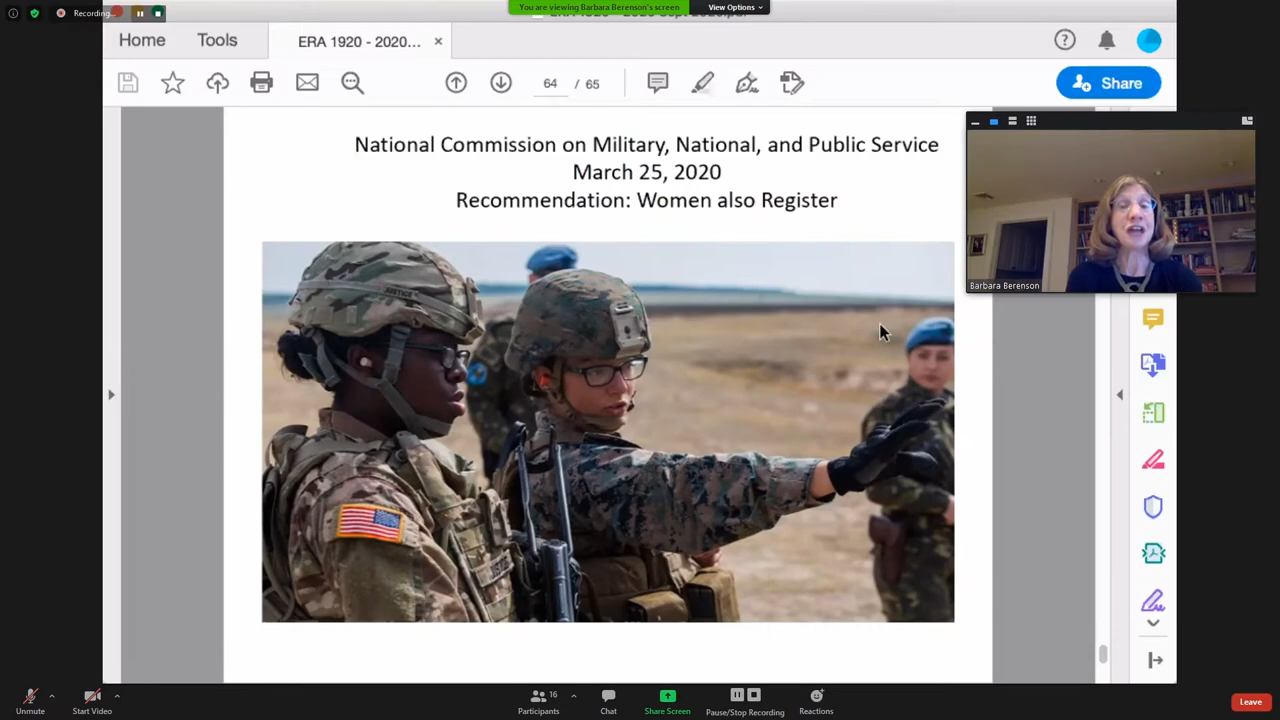 Recording...
You are viewing Barbara Berenson's screen
View Options
Home
Tools
ERA 1920 - 2020...
64 / 65
Share
National Commission on Military, National, and Public Service
March 25, 2020
Recommendation: Women also Register
JUSTICE
Barbara Berenson
Unmute
Start Video
Participants
16
Chat
Share Screen
Pause/Stop Recording
Reactions
Leave